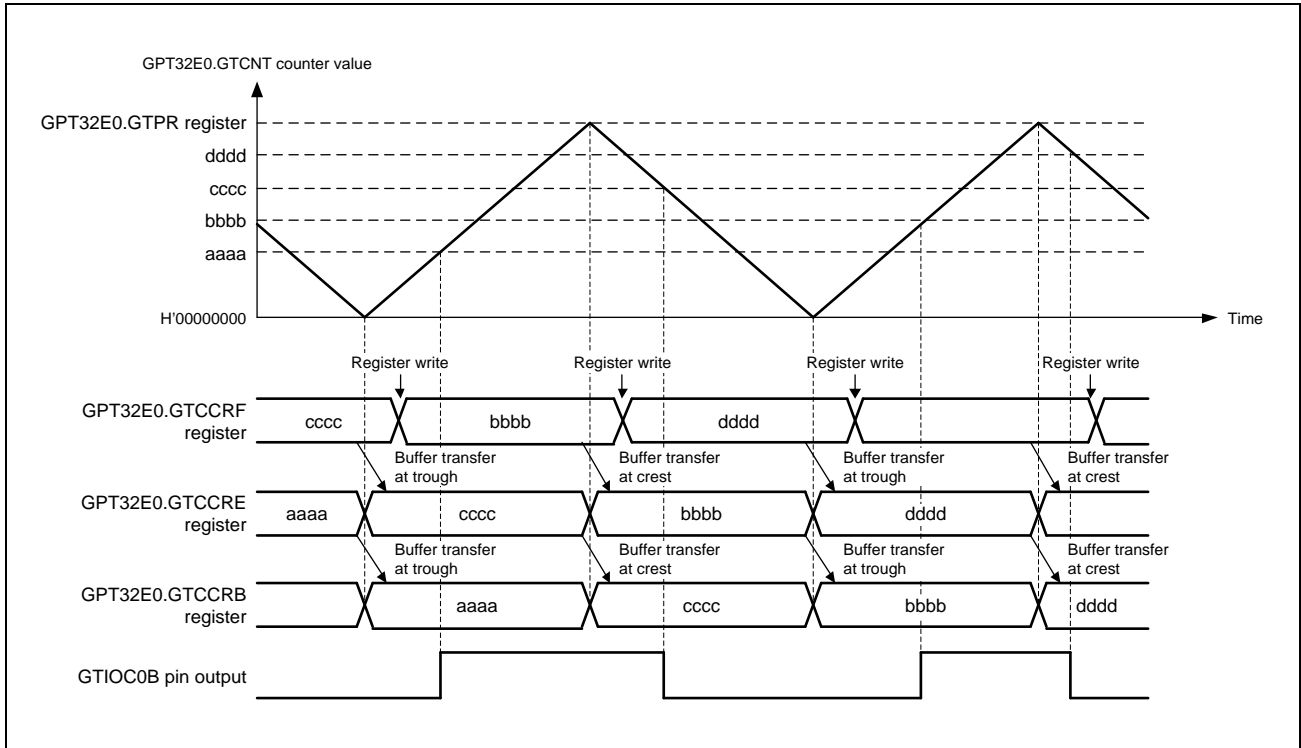 GPT32E0.GTCNT counter value
GPT32E0.GTPR register
dddd
cccc
bbbb
aaaa
H'00000000
Time
Register write
Register write
Register write
Register write
GPT32E0.GTCCRF
register
cccc
bbbb
dddd
Buffer transfer
at trough
Buffer transfer
at crest
Buffer transfer
at trough
Buffer transfer
at crest
GPT32E0.GTCCRE
register
aaaa
cccc
bbbb
dddd
Buffer transfer
at trough
Buffer transfer
at crest
Buffer transfer
at trough
Buffer transfer
at crest
GPT32E0.GTCCRB
register
aaaa
cccc
bbbb
dddd
GTIOC0B pin output